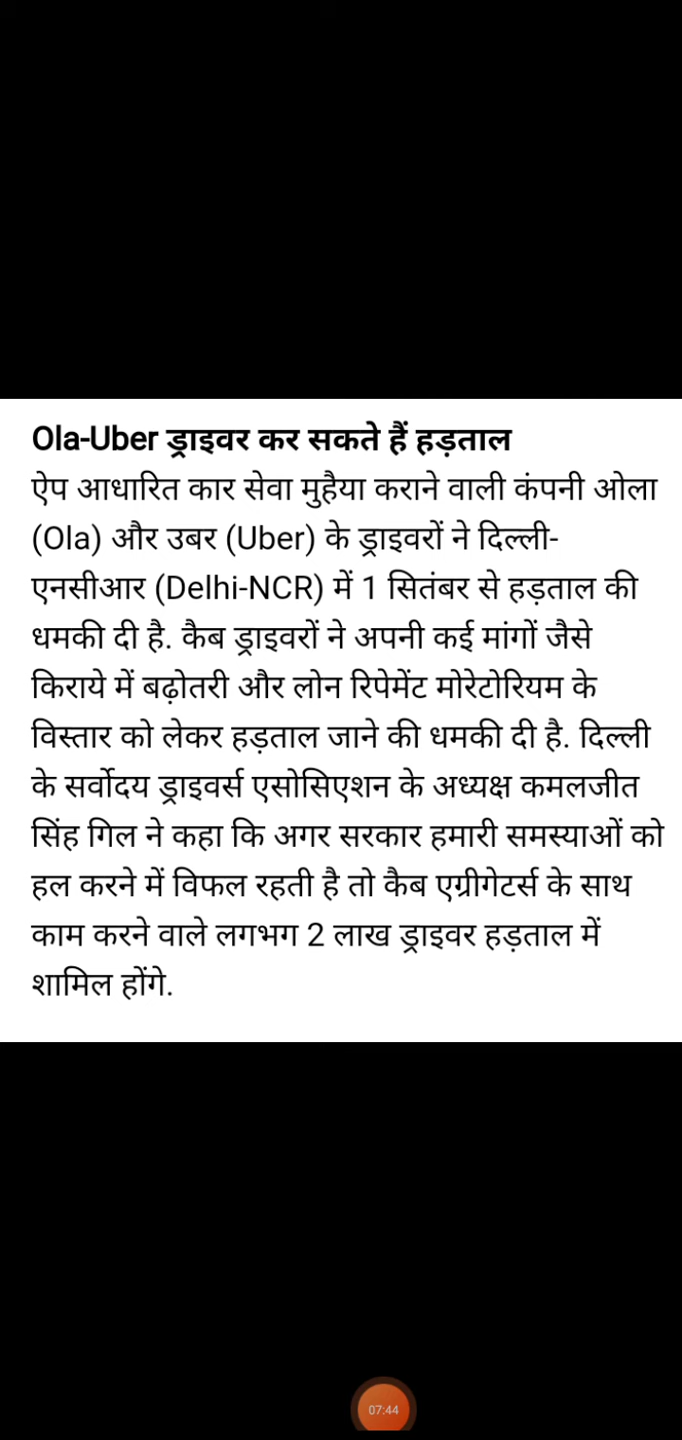 Ola-Uber ड्राइवर कर सकते हैं हड़ताल
ऐप आधारित कार सेवा मुहैया कराने वाली कंपनी ओला
(Ola) और उबर (Uber) के ड्राइवरों ने दिल्ली-
एनसीआर (Delhi-NCR) में 1 सितंबर से हड़ताल की
धमकी दी है. कैब ड्राइवरों ने अपनी कई मांगों जैसे
किराये में बढ़ोतरी और लोन रिपेमेंट मोरेटोरियम के
विस्तार को लेकर हड़ताल जाने की धमकी दी है. दिल्ली
के सर्वोदय ड्राइवर्स एसोसिएशन के अध्यक्ष कमलजीत
सिंह गिल ने कहा कि अगर सरकार हमारी समस्याओं को
हल करने में विफल रहती है तो कैब एग्रीगेटर्स के साथ
काम करने वाले लगभग 2 लाख ड्राइवर हड़ताल में
शामिल होंगे.
07:44